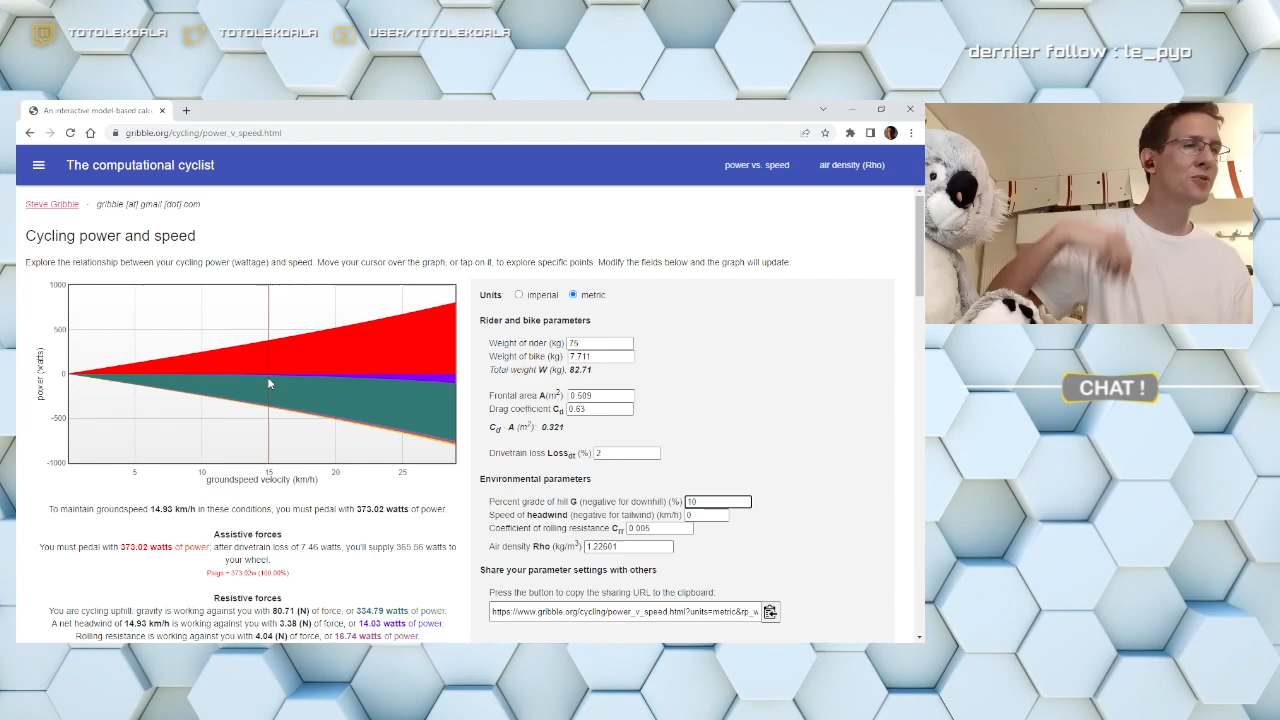 TOTOLEKOALA
TOTOLEKOALA
USER/TOTOLEKOALA
dernier follow : le_pyo
An interactive model-based calcu
gribble.org/cycling/power_v_speed.html
The computational cyclist
power vs. speed
air density (Rho)
Steve Gribble - gribble [at] gmail [dot] com
Cycling power and speed
Explore the relationship between your cycling power (wattage) and speed. Move your cursor over the graph, or tap on it, to explore specific points. Modify the fields below and the graph will update.
1000
500
0
-500
-1000
power (watts)
5 10 15 20 25
groundspeed velocity (km/h)
To maintain groundspeed 14.93 km/h in these conditions, you must pedal with 373.02 watts of power.
Assistive forces
You must pedal with 373.02 watts of power; after drivetrain loss of 7.46 watts, you'll supply 365.56 watts to
your wheel.
Plegs = 373.02w (100.00%)
Resistive forces
You are cycling uphill: gravity is working against you with 80.71 (N) of force, or 334.79 watts of power.
A net headwind of 14.93 km/h is working against you with 3.38 (N) of force, or 14.03 watts of power.
Rolling resistance is working against you with 4.04 (N) of force, or 16.74 watts of power.
Units: imperial metric
Rider and bike parameters
Weight of rider (kg) 75
Weight of bike (kg) 7.711
Total weight W (kg) 82.71
Frontal area A(m2) 0.509
Drag coefficient Cd 0.63
Cd · A (m2): 0.321
Drivetrain loss Lossdt (%) 2
Environmental parameters
Percent grade of hill G (negative for downhill) (%) 10
Speed of headwind (negative for tailwind) (km/h) 0
Coefficient of rolling resistance Crr 0.005
Air density Rho (kg/m3) 1.22601
Share your parameter settings with others
Press the button to copy the sharing URL to the clipboard:
https://www.gribble.org/cycling/power_v_speed.html?units=metric&rp_w
CHAT !